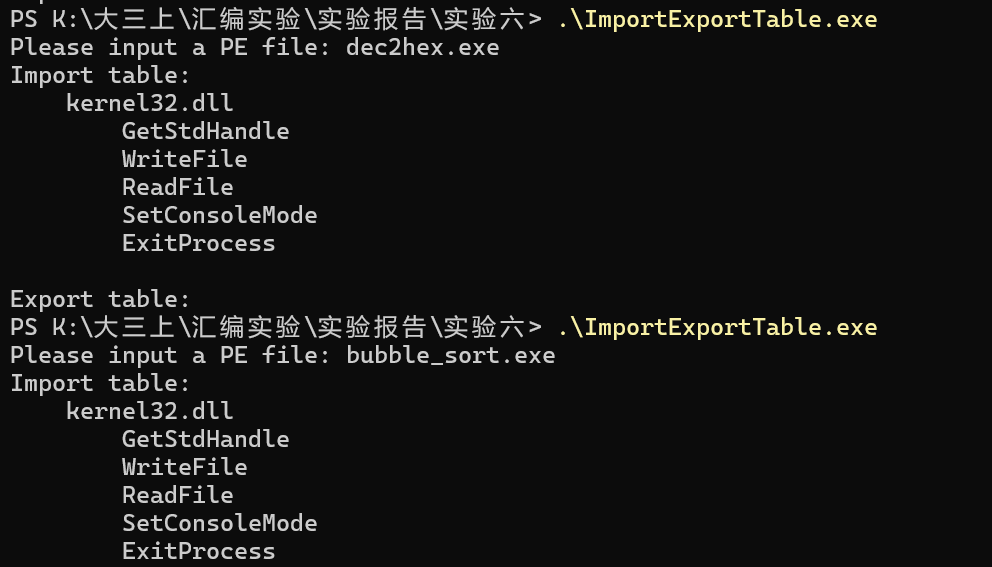 PS K:\大三上\汇编实验\实验报告\实验六> .\ImportExportTable.exe
Please input a PE file: dec2hex.exe
Import table:
    kernel32.dll
        GetStdHandle
        WriteFile
        ReadFile
        SetConsoleMode
        ExitProcess

Export table:
PS K:\大三上\汇编实验\实验报告\实验六> .\ImportExportTable.exe
Please input a PE file: bubble_sort.exe
Import table:
    kernel32.dll
        GetStdHandle
        WriteFile
        ReadFile
        SetConsoleMode
        ExitProcess